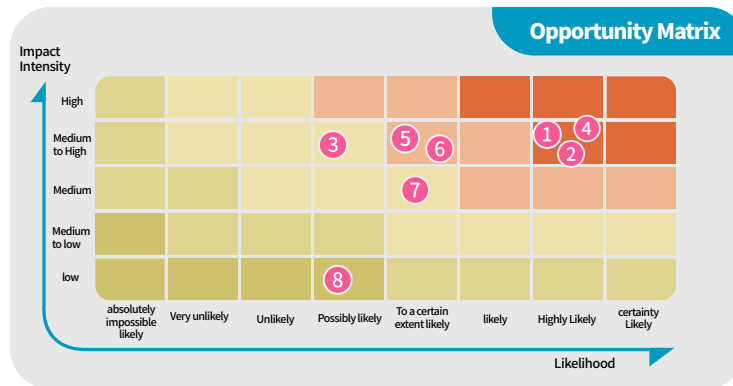 Opportunity Matrix
Impact
Intensity
High
Medium
to High
Medium
Medium
to low
low
3
5
6
1
4
2
7
8
absolutely
impossible
likely
Very unlikely
Unlikely
Possibly likely
To a certain
extent likely
likely
Highly Likely
certainty
Likely
Likelihood